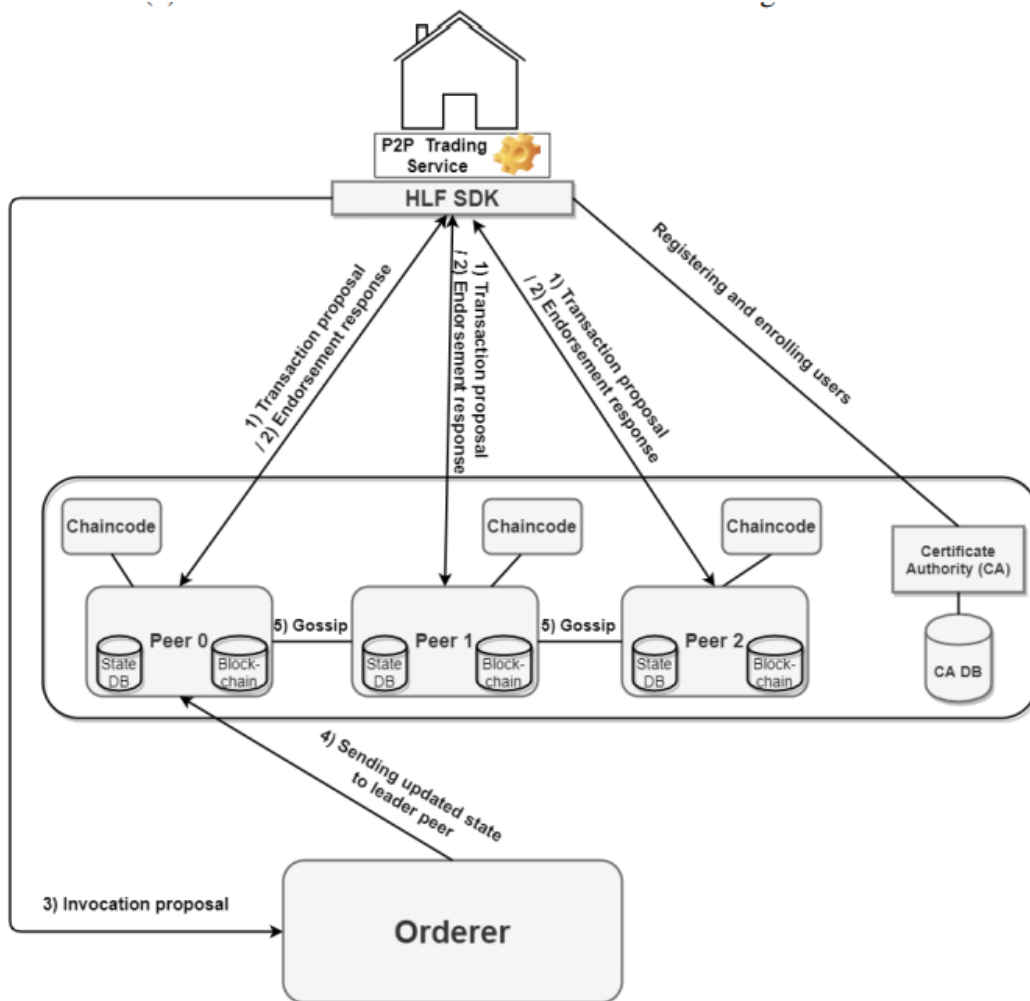 P2P Trading
Service
HLF SDK
1) Transaction proposal
/ 2) Endorsement response
1) Transaction proposal
/ 2) Endorsement response
1) Transaction proposal
/ 2) Endorsement response
Registering and enrolling users
Chaincode
Chaincode
Chaincode
Certificate
Authority (CA)
Peer 0
State
DB
Block-
chain
5) Gossip
Peer 1
State
DB
Block-
chain
5) Gossip
Peer 2
State
DB
Block-
chain
CA DB
4) Sending updated state
to leader peer
3) Invocation proposal
Orderer